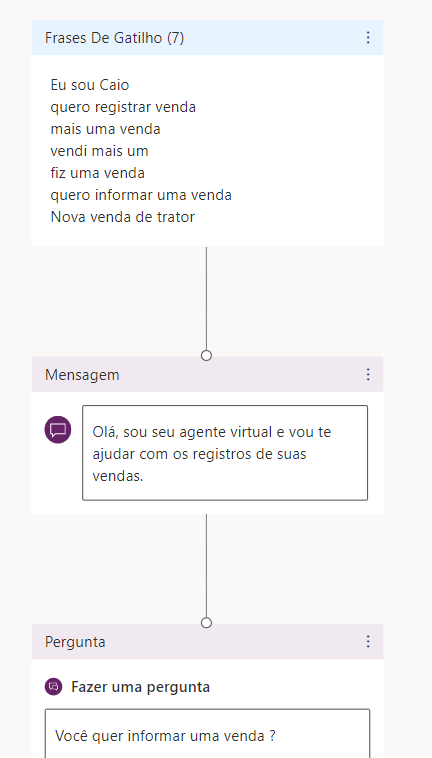 Frases De Gatilho (7)
Eu sou Caio
quero registrar venda
mais uma venda
vendi mais um
fiz uma venda
quero informar uma venda
Nova venda de trator
Mensagem
Olá, sou seu agente virtual e vou te
ajudar com os registros de suas
vendas.
Pergunta
Fazer uma pergunta
Você quer informar uma venda ?